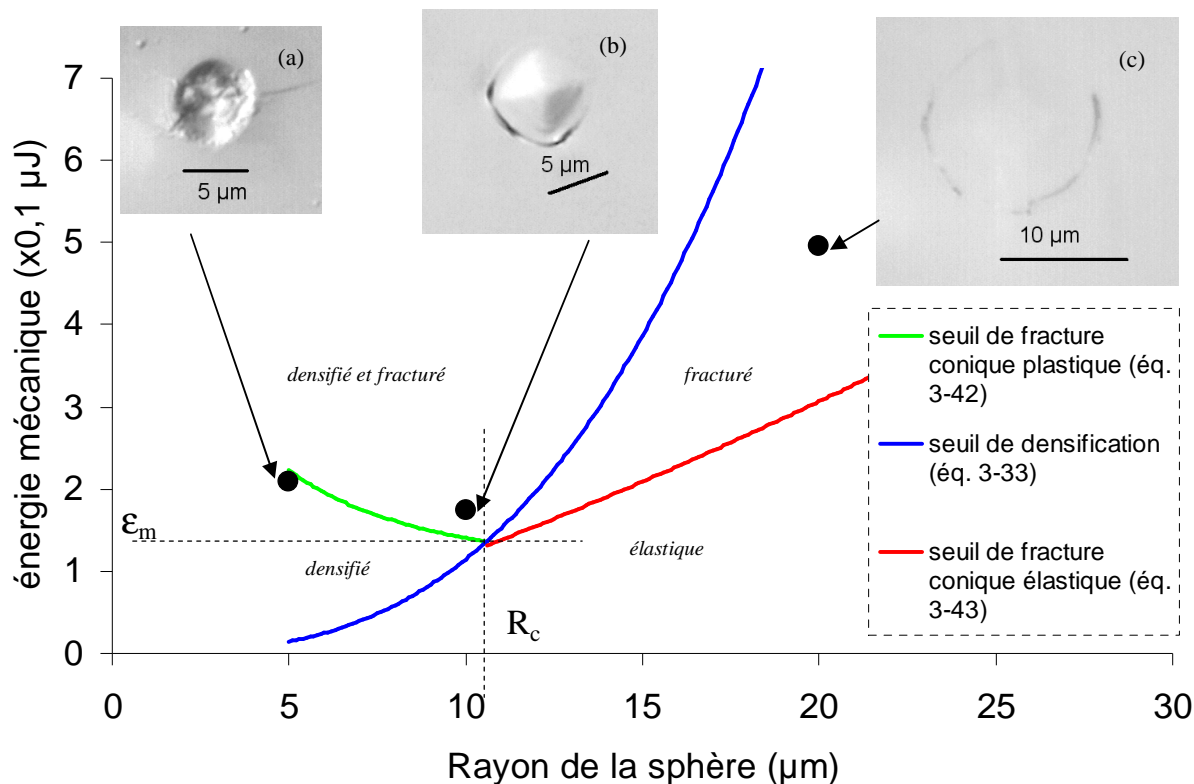 (a)
(b)
(c)
5 µm
5 µm
10 µm
énergie mécanique (x0,1 µJ)
7
6
5
4
3
2
1
0
densifié et fracturé
fracturé
densifié
élastique
εm
Rc
seuil de fracture
conique plastique (éq.
3-42)
seuil de densification
(éq. 3-33)
seuil de fracture
conique élastique (éq.
3-43)
0
5
10
15
20
25
30
Rayon de la sphère (µm)